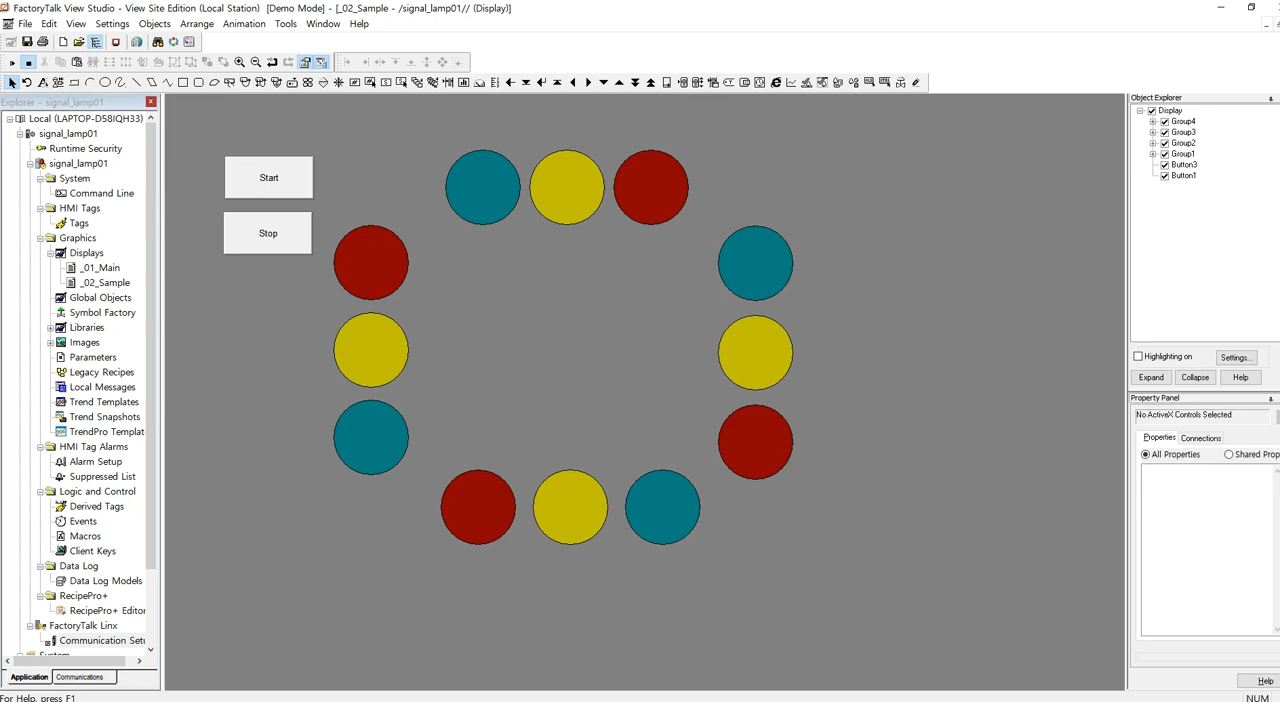 FactoryTalk View Studio - View Site Edition (Local Station)   [Demo Mode] - [_02_Sample - /signal_lamp01// (Display)]
File Edit View Settings Objects Arrange Animation Tools Window Help
Explorer - signal_lamp01
Local (LAPTOP-D58IQH33)
signal_lamp01
Runtime Security
signal_lamp01
System
Command Line
HMI Tags
Tags
Graphics
Displays
_01_Main
_02_Sample
Global Objects
Symbol Factory
Libraries
Images
Parameters
Legacy Recipes
Local Messages
Trend Templates
Trend Snapshots
TrendPro Templat
HMI Tag Alarms
Alarm Setup
Suppressed List
Logic and Control
Derived Tags
Events
Macros
Client Keys
Data Log
Data Log Models
RecipePro+
RecipePro+ Editor
FactoryTalk Linx
Communication Setu
System
Application Communications
Start
Stop
Object Explorer
Display
Group4
Group3
Group2
Group1
Button3
Button1
Highlighting on Settings...
Expand Collapse Help
Property Panel
No ActiveX Controls Selected
Properties Connections
All Properties Shared Prop
Help
For Help, press F1
NUM